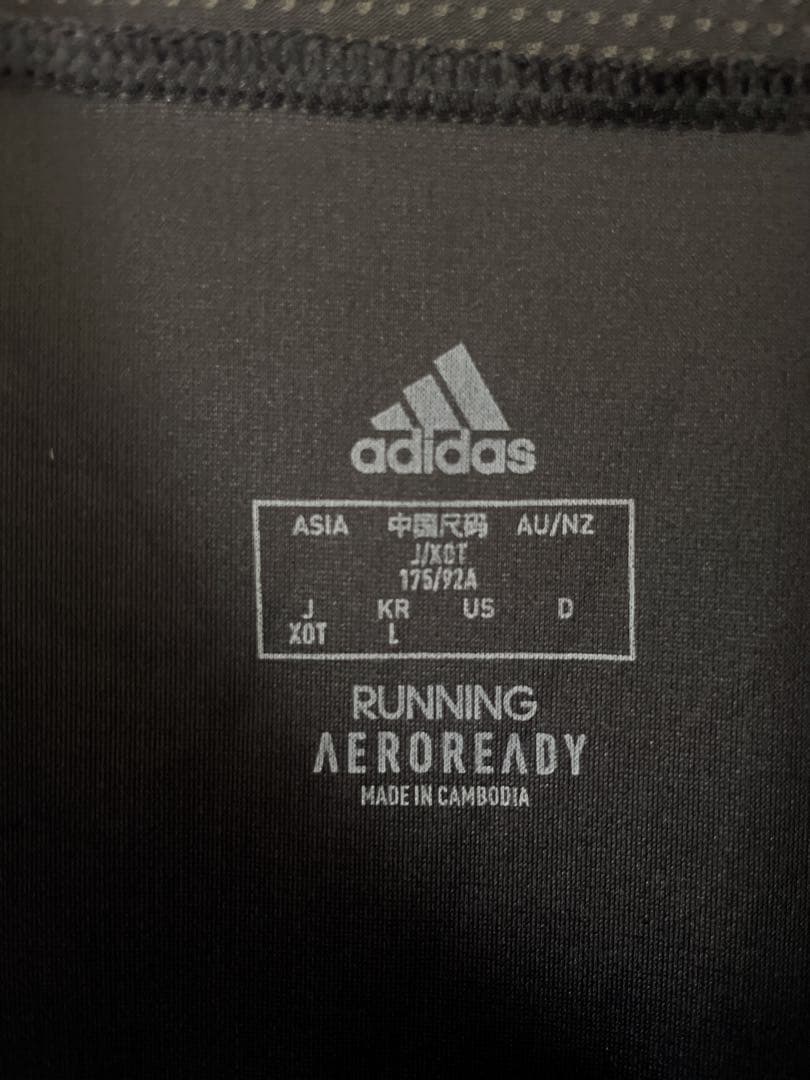 adidas
ASIA 中国尺码 AU/NZ
J/XOT
175/92A
J KR US D
XOT L
RUNNING
AEROREADY
MADE IN CAMBODIA